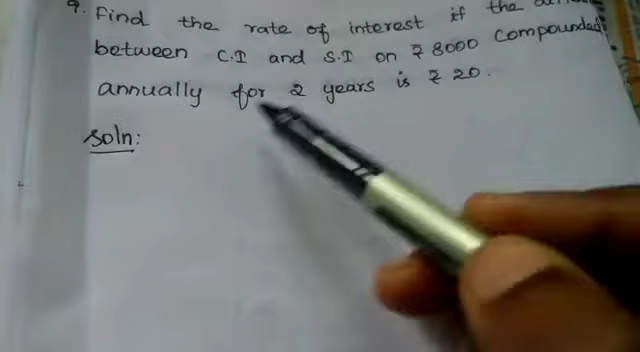 9. Find the rate of interest if the
between C.I and S.I on ₹ 8000 compounded
annually for 2 years is ₹ 20.
Soln: